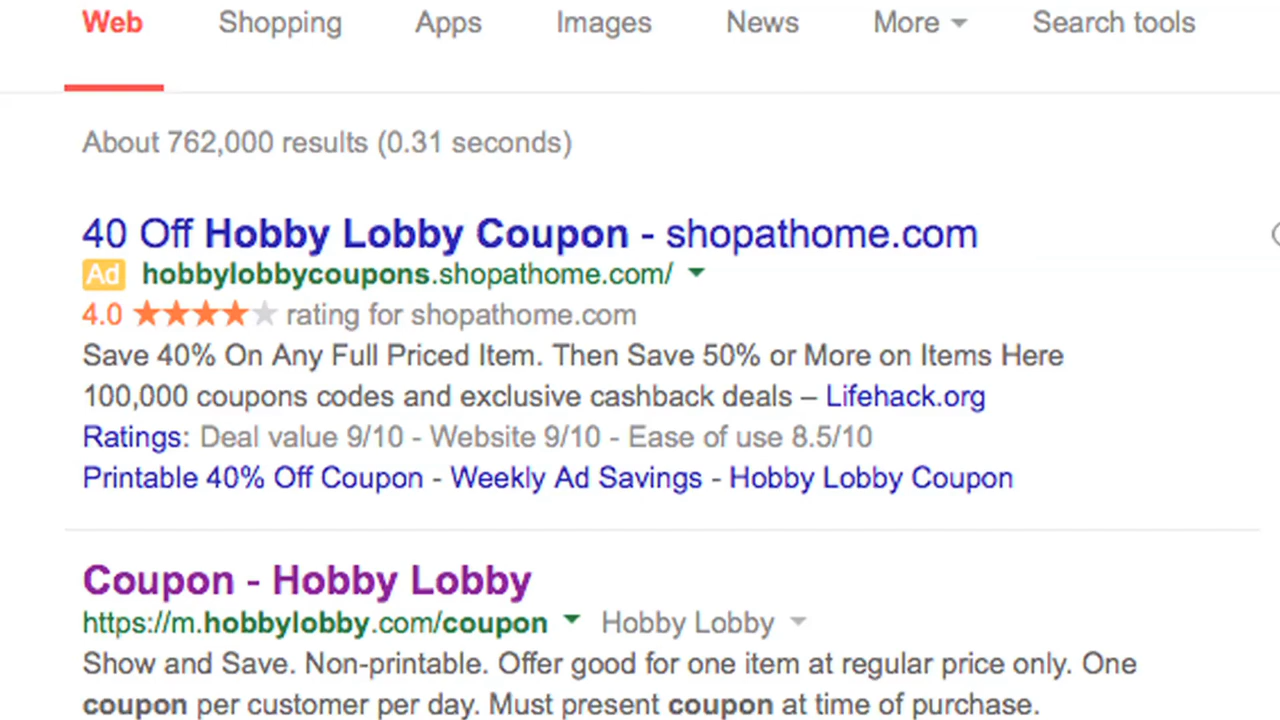 Web Shopping Apps Images News More Search tools
About 762,000 results (0.31 seconds)
40 Off Hobby Lobby Coupon - shopathome.com
Ad hobbylobbycoupons.shopathome.com/
4.0 rating for shopathome.com
Save 40% On Any Full Priced Item. Then Save 50% or More on Items Here
100,000 coupons codes and exclusive cashback deals – Lifehack.org
Ratings: Deal value 9/10 - Website 9/10 - Ease of use 8.5/10
Printable 40% Off Coupon - Weekly Ad Savings - Hobby Lobby Coupon
Coupon - Hobby Lobby
https://m.hobbylobby.com/coupon Hobby Lobby
Show and Save. Non-printable. Offer good for one item at regular price only. One
coupon per customer per day. Must present coupon at time of purchase.